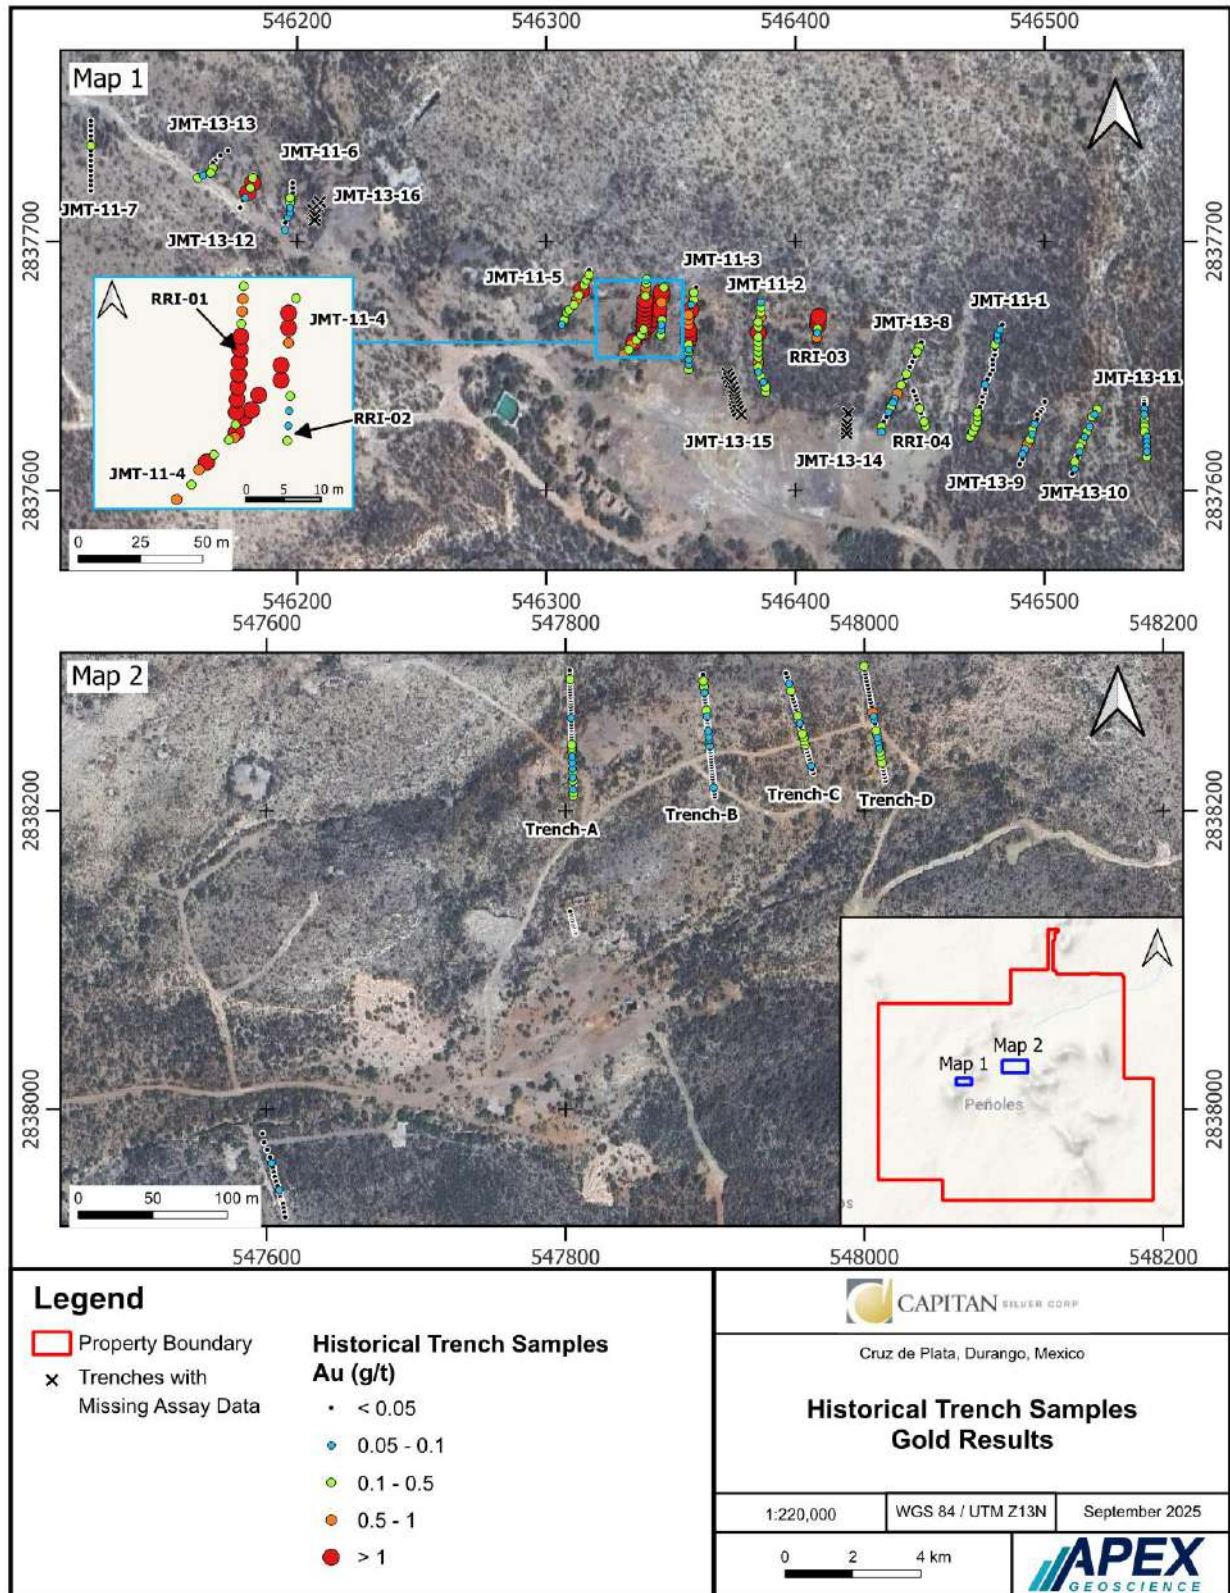 546200 546300 546400 546500
Map 1
JMT-13-13
JMT-11-6
JMT-13-16
JMT-11-7
JMT-13-12
2837700
2837700
JMT-11-5
JMT-11-3
JMT-11-2
JMT-11-1
JMT-13-8
RRI-01
JMT-11-4
RRI-03
JMT-13-11
RRI-02
RRI-04
JMT-13-15
JMT-13-14
JMT-11-4
JMT-13-9
JMT-13-10
0 5 10 m
2837600
2837600
0 25 50 m
546200 546300 546400 546500
547600 547800 548000 548200
Map 2
Trench-A
Trench-B
Trench-C
Trench-D
2838200
2838200
Map 1
Map 2
Peñoles
os
2838000
2838000
0 50 100 m
547600 547800 548000 548200
Legend
Property Boundary
Trenches with
Missing Assay Data
Historical Trench Samples
Au (g/t)
< 0.05
0.05 - 0.1
0.1 - 0.5
0.5 - 1
> 1
CAPITAN SILVER CORP
Cruz de Plata, Durango, Mexico
Historical Trench Samples
Gold Results
1:220,000
WGS 84 / UTM Z13N
September 2025
0 2 4 km
APEX
GEOSCIENCE